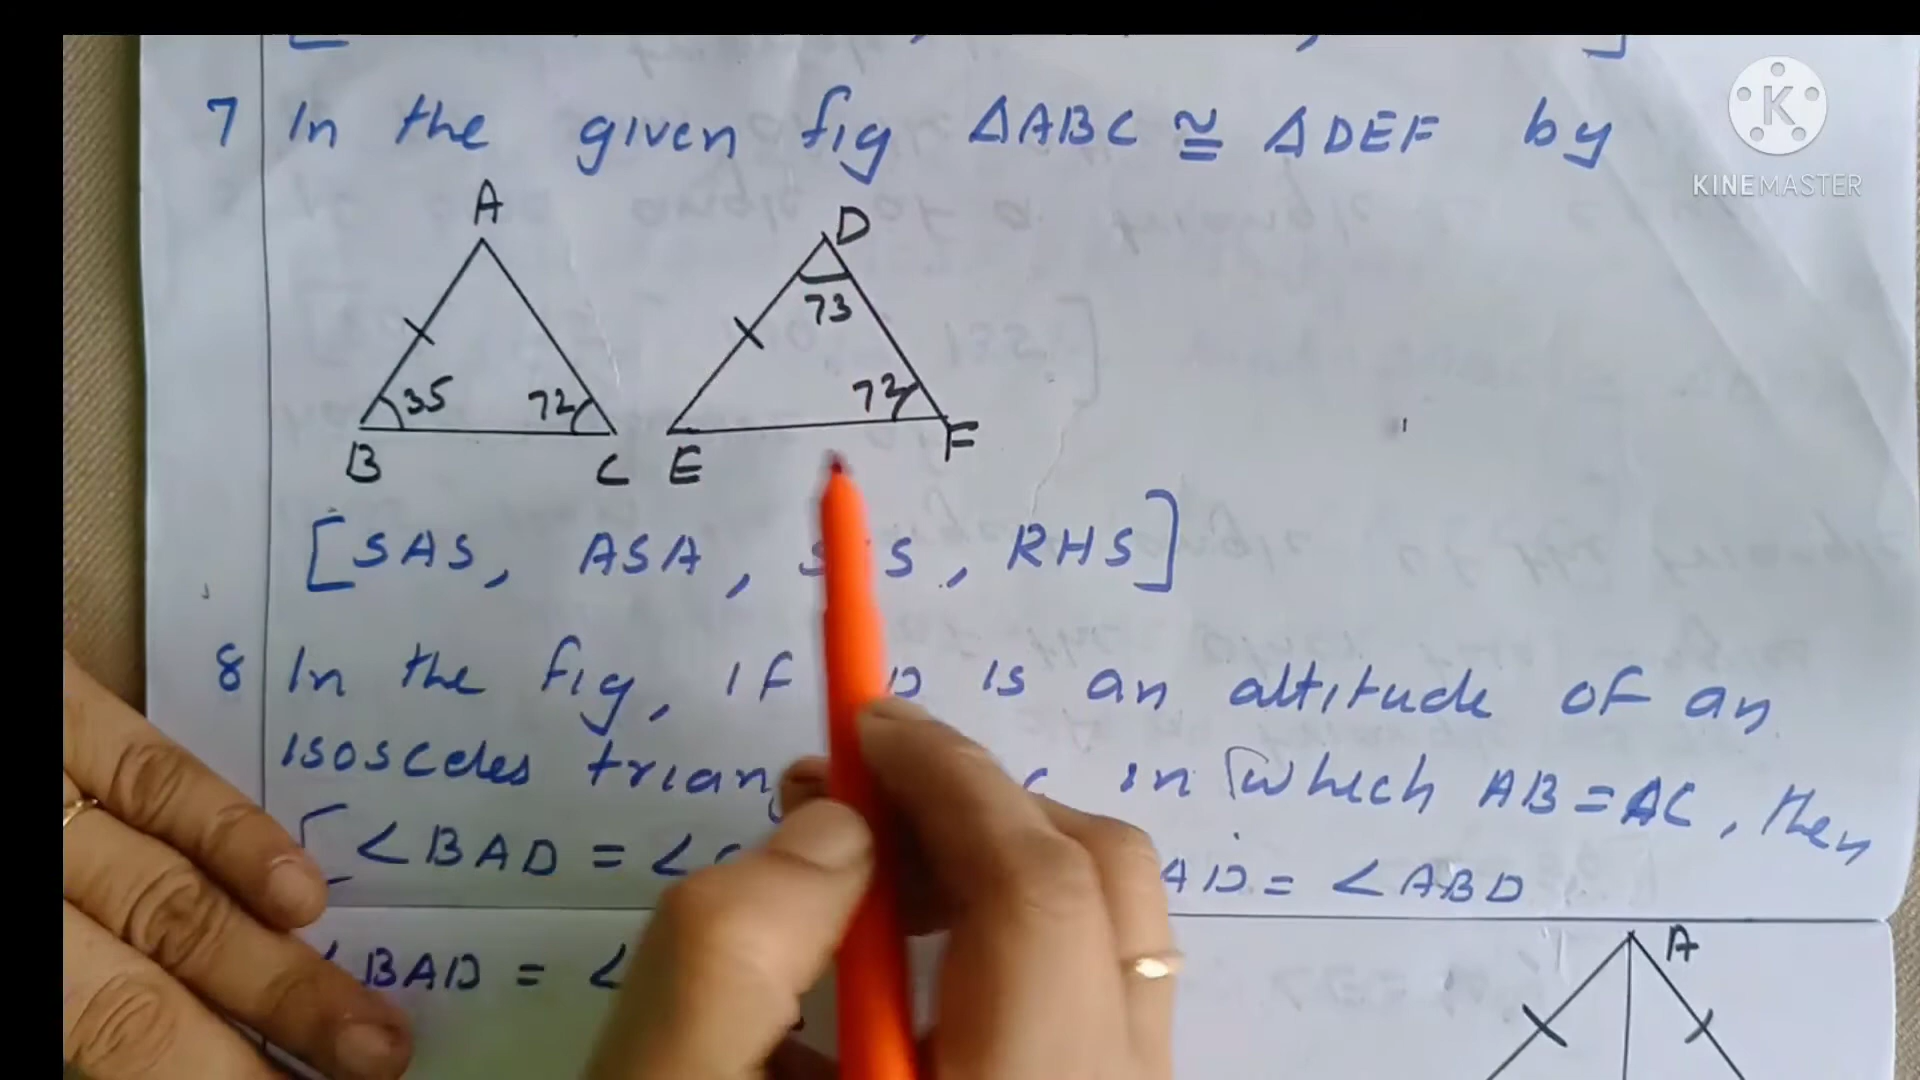 7 In the given fig ΔABC ≅ ΔDEF by
KINEMASTER
A
D
73
35 72
72
B C E F
[SAS, ASA, , RHS]
8 In the fig, if is an altitude of an
isosceles in which AB = AC, then
[∠BAD = AD = ∠ABD
BAD = ∠
A